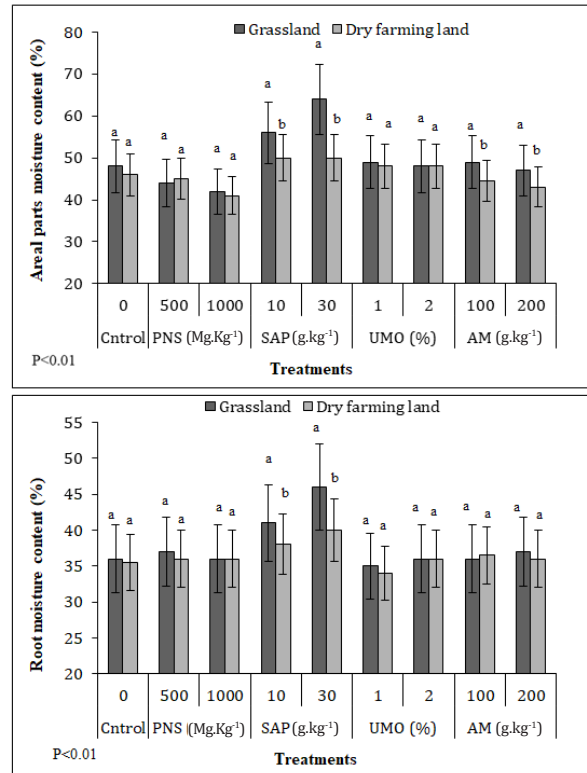 80
70
60
50
40
30
20
Areal parts moisture content (%)
Grassland Dry farming land
a a a a a a a b a b a a a a a b a b
0 500 1000 10 30 1 2 100 200
Cntrol PNS (Mg.Kg-1) SAP (g.kg-1) UMO (%) AM (g.kg-1)
P<0.01
Treatments
55
50
45
40
35
30
25
20
Root moisture content (%)
Grassland Dry farming land
a a a a a a a b a b a a a a a a a a
0 500 1000 10 30 1 2 100 200
Cntrol PNS (Mg.Kg-1) SAP (g.kg-1) UMO (%) AM (g.kg-1)
P<0.01
Treatments